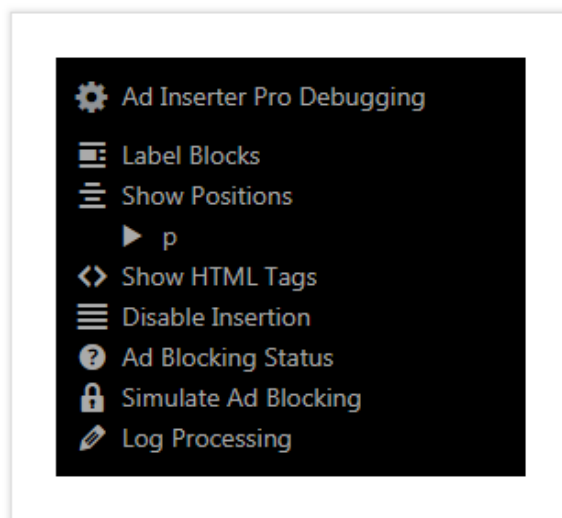 Ad Inserter Pro Debugging
Label Blocks
Show Positions
p
Show HTML Tags
Disable Insertion
Ad Blocking Status
Simulate Ad Blocking
Log Processing